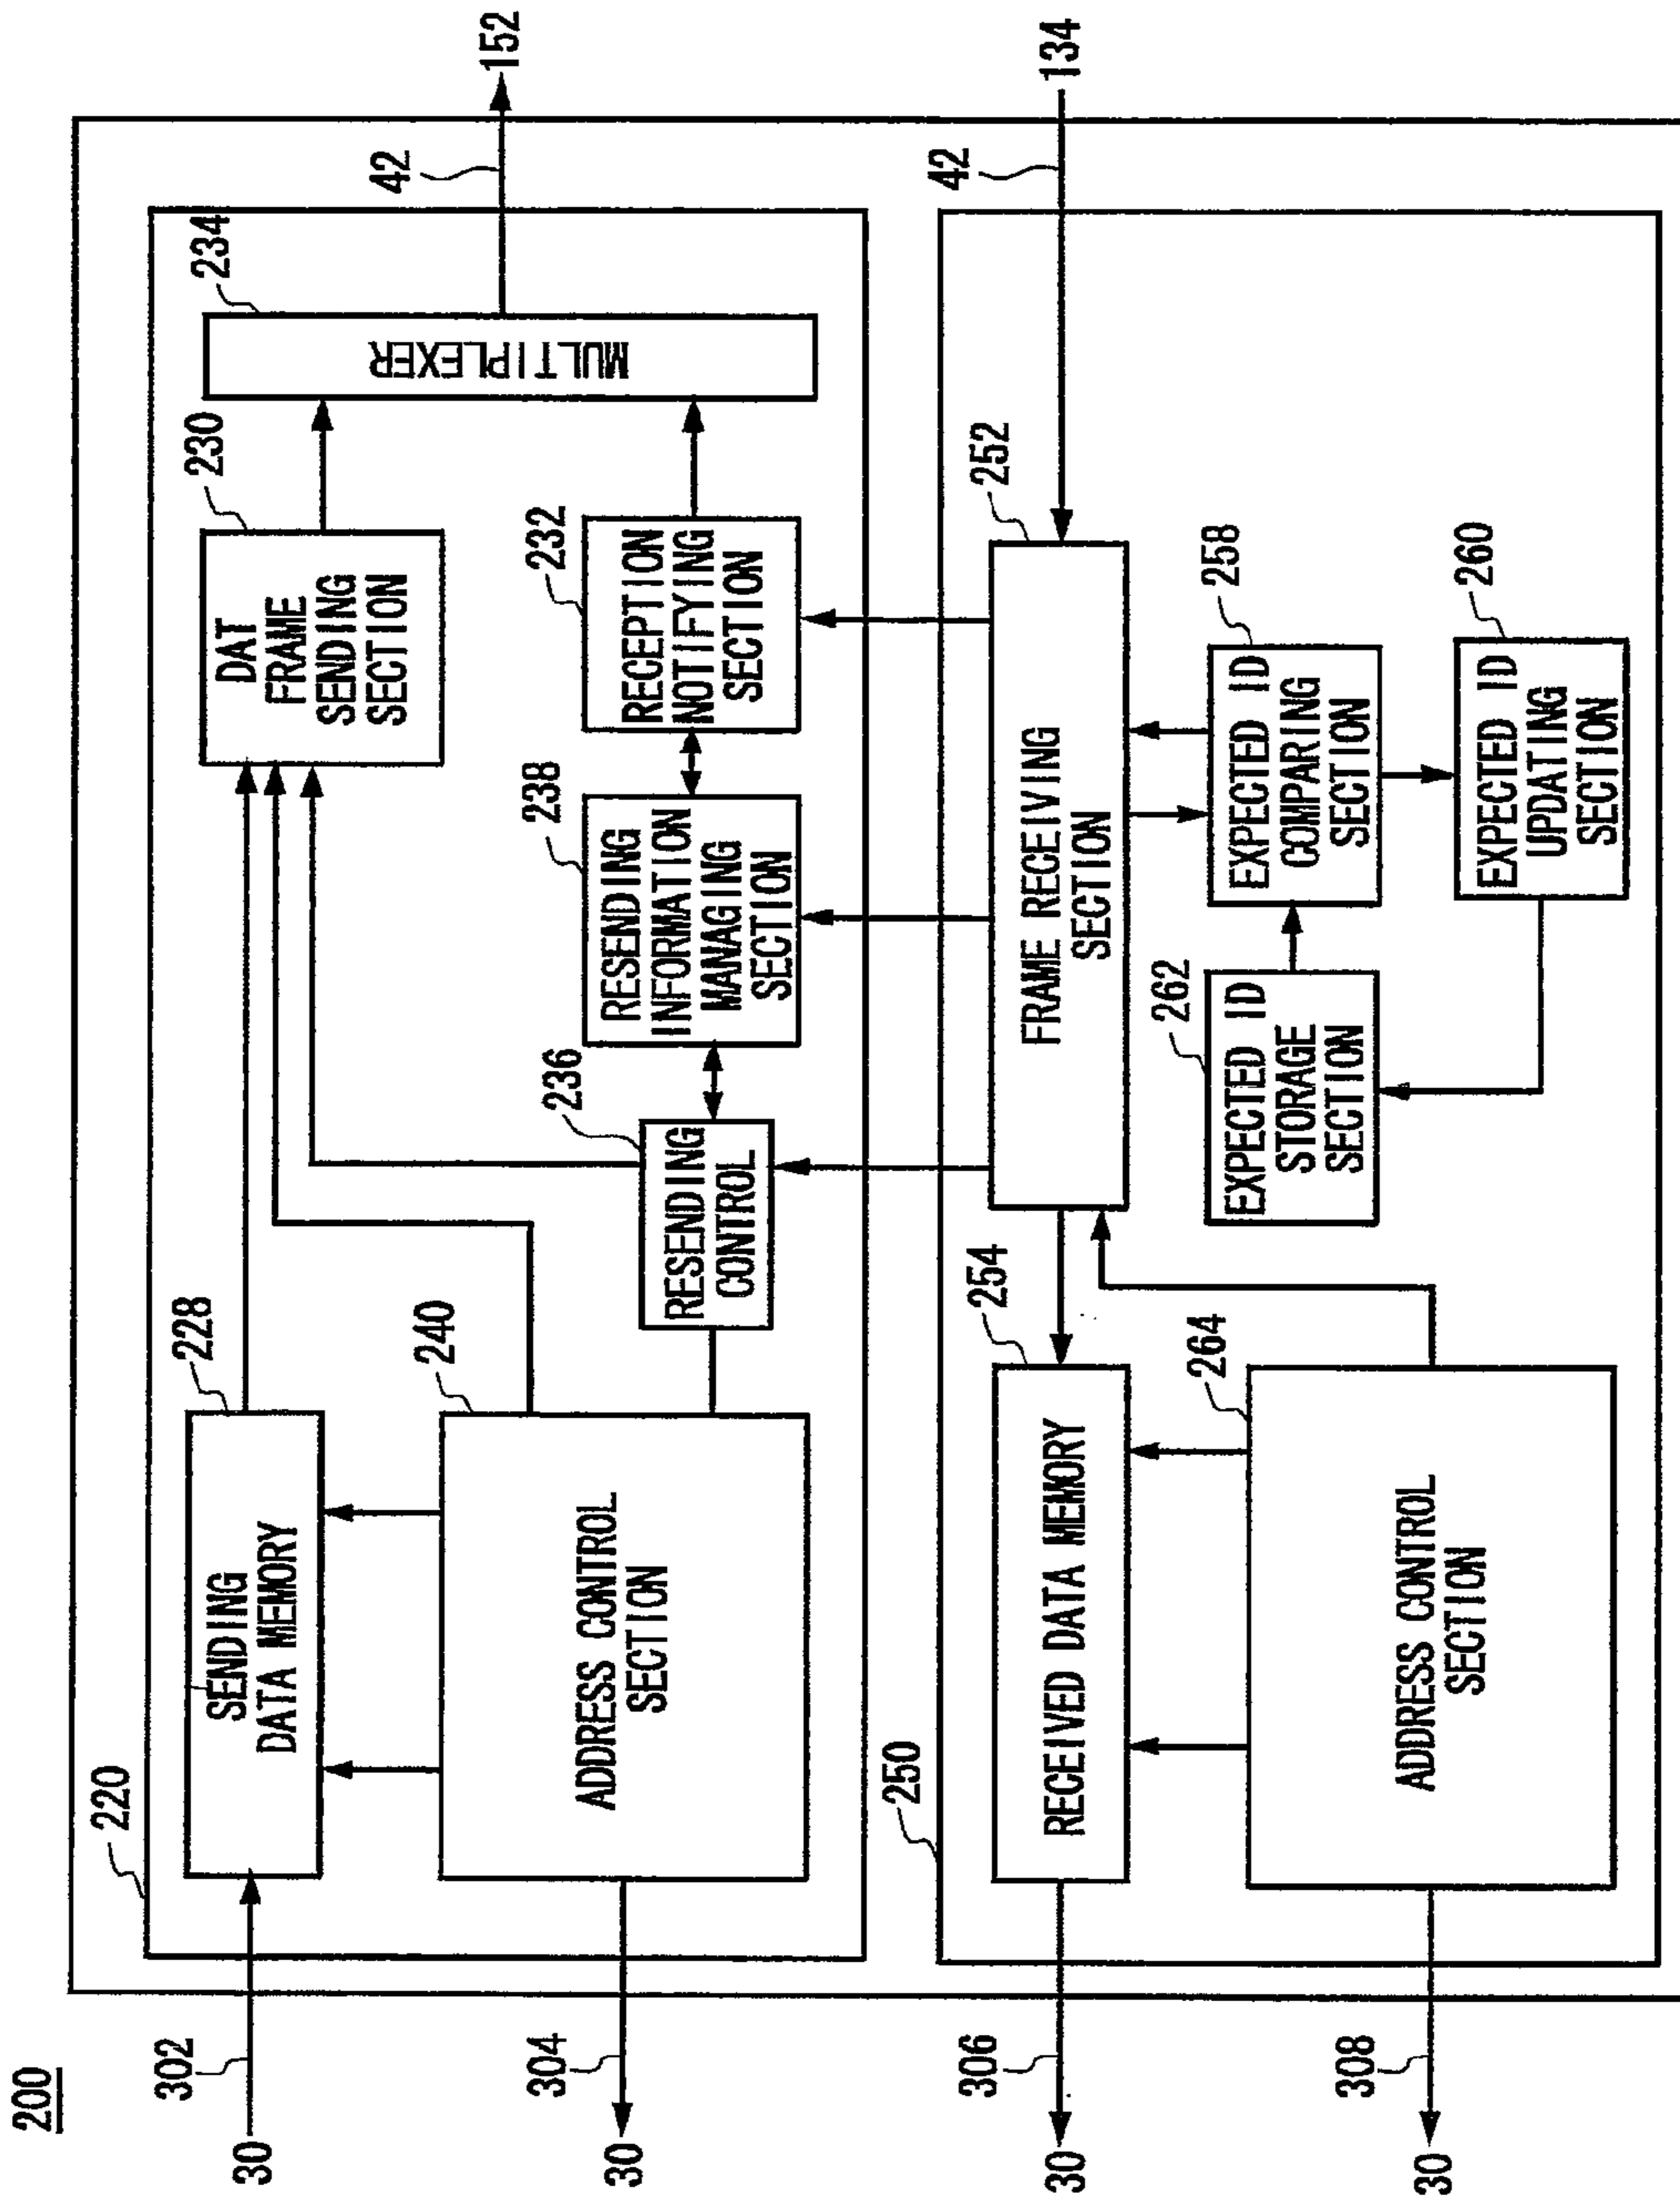 200
220
228
230
234
42
152
302
30
SENDING
DATA MEMORY
DAT
FRAME
SENDING
SECTION
MULTIPLEXER
240
304
30
ADDRESS CONTROL
SECTION
236
RESENDING
CONTROL
238
RESENDING
INFORMATION
MANAGING
SECTION
232
RECEPTION
NOTIFYING
SECTION
250
254
252
42
134
306
30
RECEIVED DATA MEMORY
FRAME RECEIVING
SECTION
264
308
30
ADDRESS CONTROL
SECTION
262
EXPECTED ID
STORAGE
SECTION
258
EXPECTED ID
COMPARING
SECTION
260
EXPECTED ID
UPDATING
SECTION